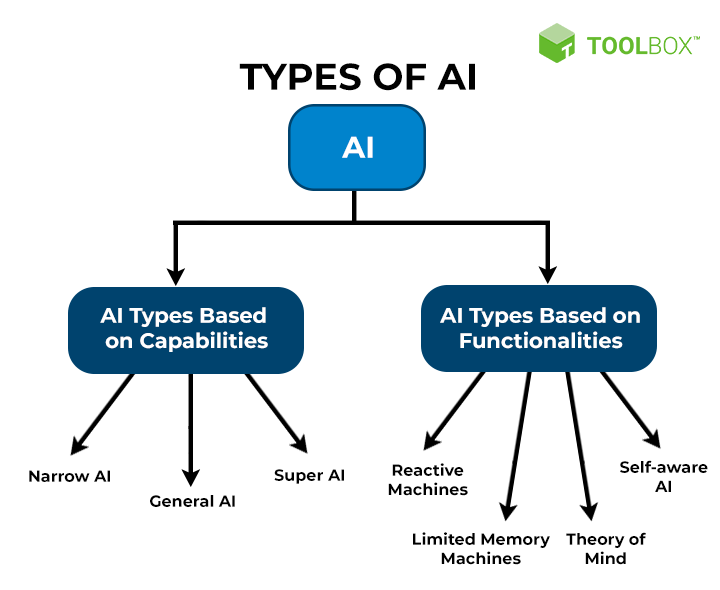 TOOLBOX™
TYPES OF AI
AI
AI Types Based
on Capabilities
AI Types Based on
Functionalities
Narrow AI
General AI
Super AI
Reactive
Machines
Limited Memory
Machines
Theory of
Mind
Self-aware
AI